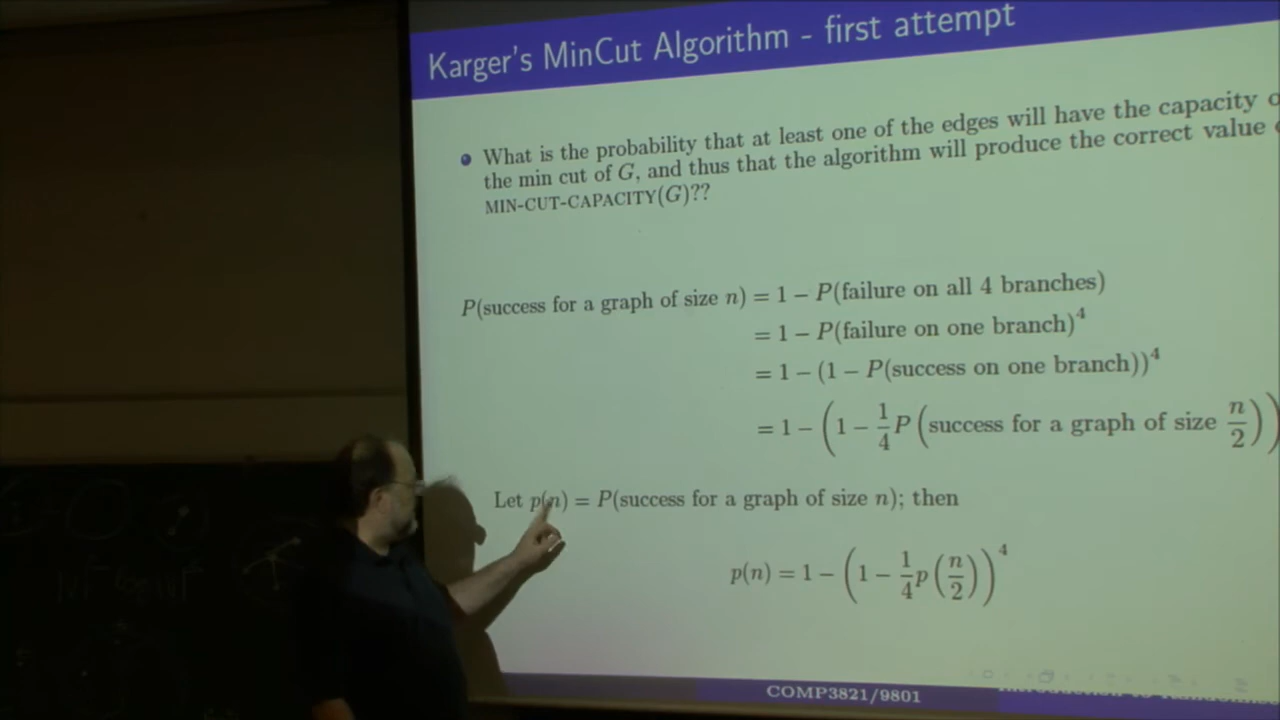 Karger's MinCut Algorithm - first attempt
What is the probability that at least one of the edges will have the capacity
the min cut of G, and thus that the algorithm will produce the correct value
MIN-CUT-CAPACITY(G)??
P(success for a graph of size n) = 1 − P(failure on all 4 branches)
= 1 − P(failure on one branch)^4
= 1 − (1 − P(success on one branch))^4
= 1 − (1 − 1/4 P (success for a graph of size n/2))
Let p(n) = P(success for a graph of size n); then
p(n) = 1 − (1 − 1/4 p(n/2))^4
COMP3821/9801